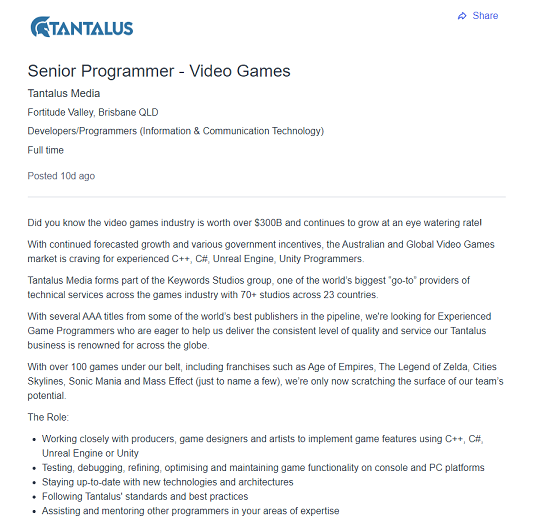 TANTALUS
Share
Senior Programmer - Video Games
Tantalus Media
Fortitude Valley, Brisbane QLD
Developers/Programmers (Information & Communication Technology)
Full time
Posted 10d ago
Did you know the video games industry is worth over $300B and continues to grow at an eye watering rate!
With continued forecasted growth and various government incentives, the Australian and Global Video Games
market is craving for experienced C++, C#, Unreal Engine, Unity Programmers.
Tantalus Media forms part of the Keywords Studios group, one of the world's biggest "go-to" providers of
technical services across the games industry with 70+ studios across 23 countries.
With several AAA titles from some of the world's best publishers in the pipeline, we're looking for Experienced
Game Programmers who are eager to help us deliver the consistent level of quality and service our Tantalus
business is renowned for across the globe.
With over 100 games under our belt, including franchises such as Age of Empires, The Legend of Zelda, Cities
Skylines, Sonic Mania and Mass Effect (just to name a few), we're only now scratching the surface of our team's
potential.
The Role:
• Working closely with producers, game designers and artists to implement game features using C++, C#,
Unreal Engine or Unity
• Testing, debugging, refining, optimising and maintaining game functionality on console and PC platforms
• Staying up-to-date with new technologies and architectures
• Following Tantalus' standards and best practices
• Assisting and mentoring other programmers in your areas of expertise